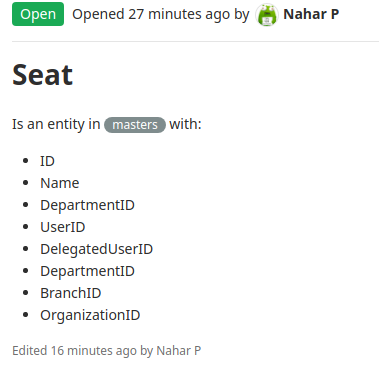 Open Opened 27 minutes ago by Nahar P
Seat
Is an entity in masters with:
ID
Name
DepartmentID
UserID
DelegatedUserID
DepartmentID
BranchID
OrganizationID
Edited 16 minutes ago by Nahar P